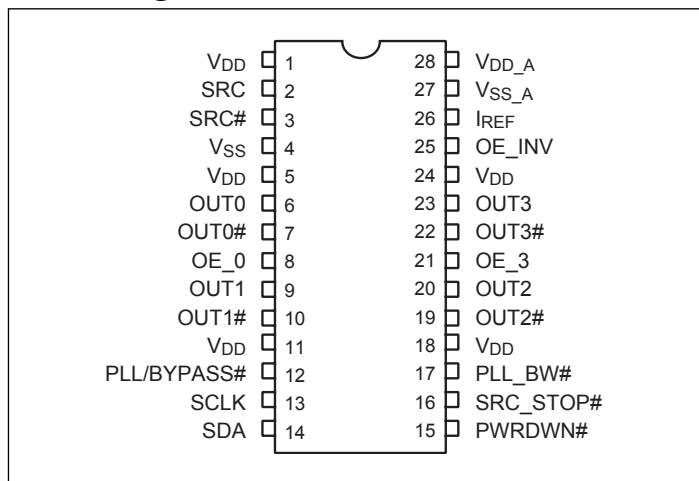 VDD 1 28 VDD_A
SRC 2 27 VSS_A
SRC# 3 26 IREF
VSS 4 25 OE_INV
VDD 5 24 VDD
OUT0 6 23 OUT3
OUT0# 7 22 OUT3#
OE_0 8 21 OE_3
OUT1 9 20 OUT2
OUT1# 10 19 OUT2#
VDD 11 18 VDD
PLL/BYPASS# 12 17 PLL_BW#
SCLK 13 16 SRC_STOP#
SDA 14 15 PWRDWN#